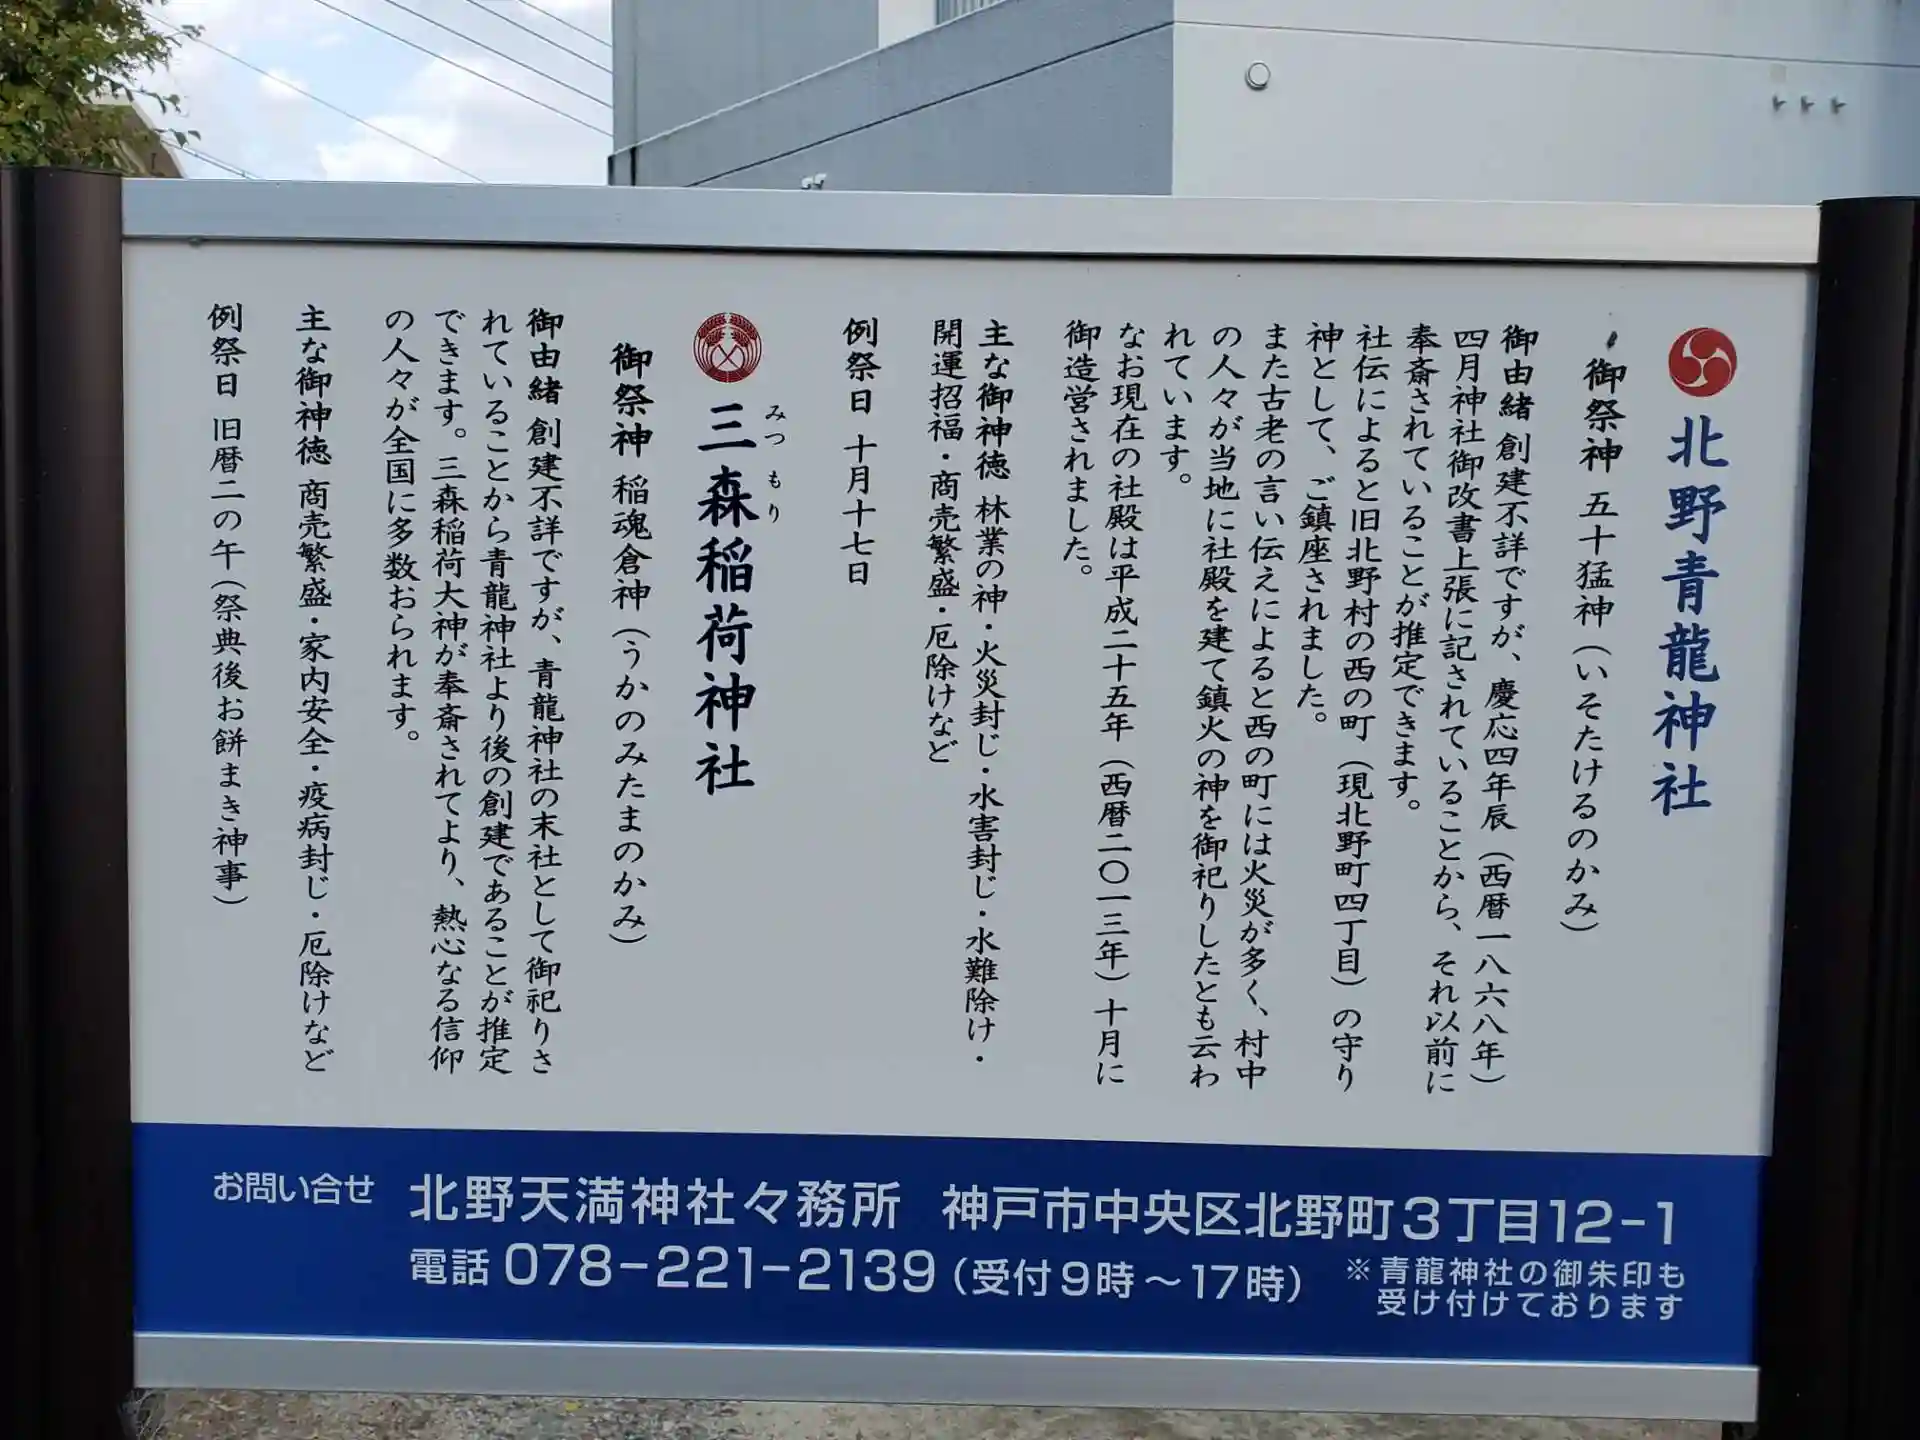 北野青龍神社
御祭神 五十猛神(いそたけるのかみ)
御由緒 創建不詳ですが、慶応四年辰(西暦一八六八年)
四月神社御改書上張に記されていることから、それ以前に
奉斎されていることが推定できます。
社伝によると旧北野村の西の町(現北野町四丁目)の守り
神として、ご鎮座されました。
また古老の言い伝えによると西の町には火災が多く、村中
の人々が当地に社殿を建て鎮火の神を御祀りしたとも云わ
れています。
なお現在の社殿は平成二十五年(西暦二〇一三年)十月に
御造営されました。
主な御神徳 林業の神・火災封じ・水害封じ・水難除け・
開運招福・商売繁盛・厄除けなど
例祭日 十月十七日
みつもり
三森稲荷神社
御祭神 稲魂倉神(うかのみたまのかみ)
御由緒 創建不詳ですが、青龍神社の末社として御祀りさ
れていることから青龍神社より後の創建であることが推定
できます。三森稲荷大神が奉斎されてより、熱心なる信仰
の人々が全国に多数おられます。
主な御神徳 商売繁盛・家内安全・疫病封じ・厄除けなど
例祭日 旧暦二の午(祭典後お餅まき神事)
お問い合せ 北野天満神社々務所 神戸市中央区北野町3丁目12-1
電話 078-221-2139(受付9時~17時)
※青龍神社の御朱印も
受け付けております